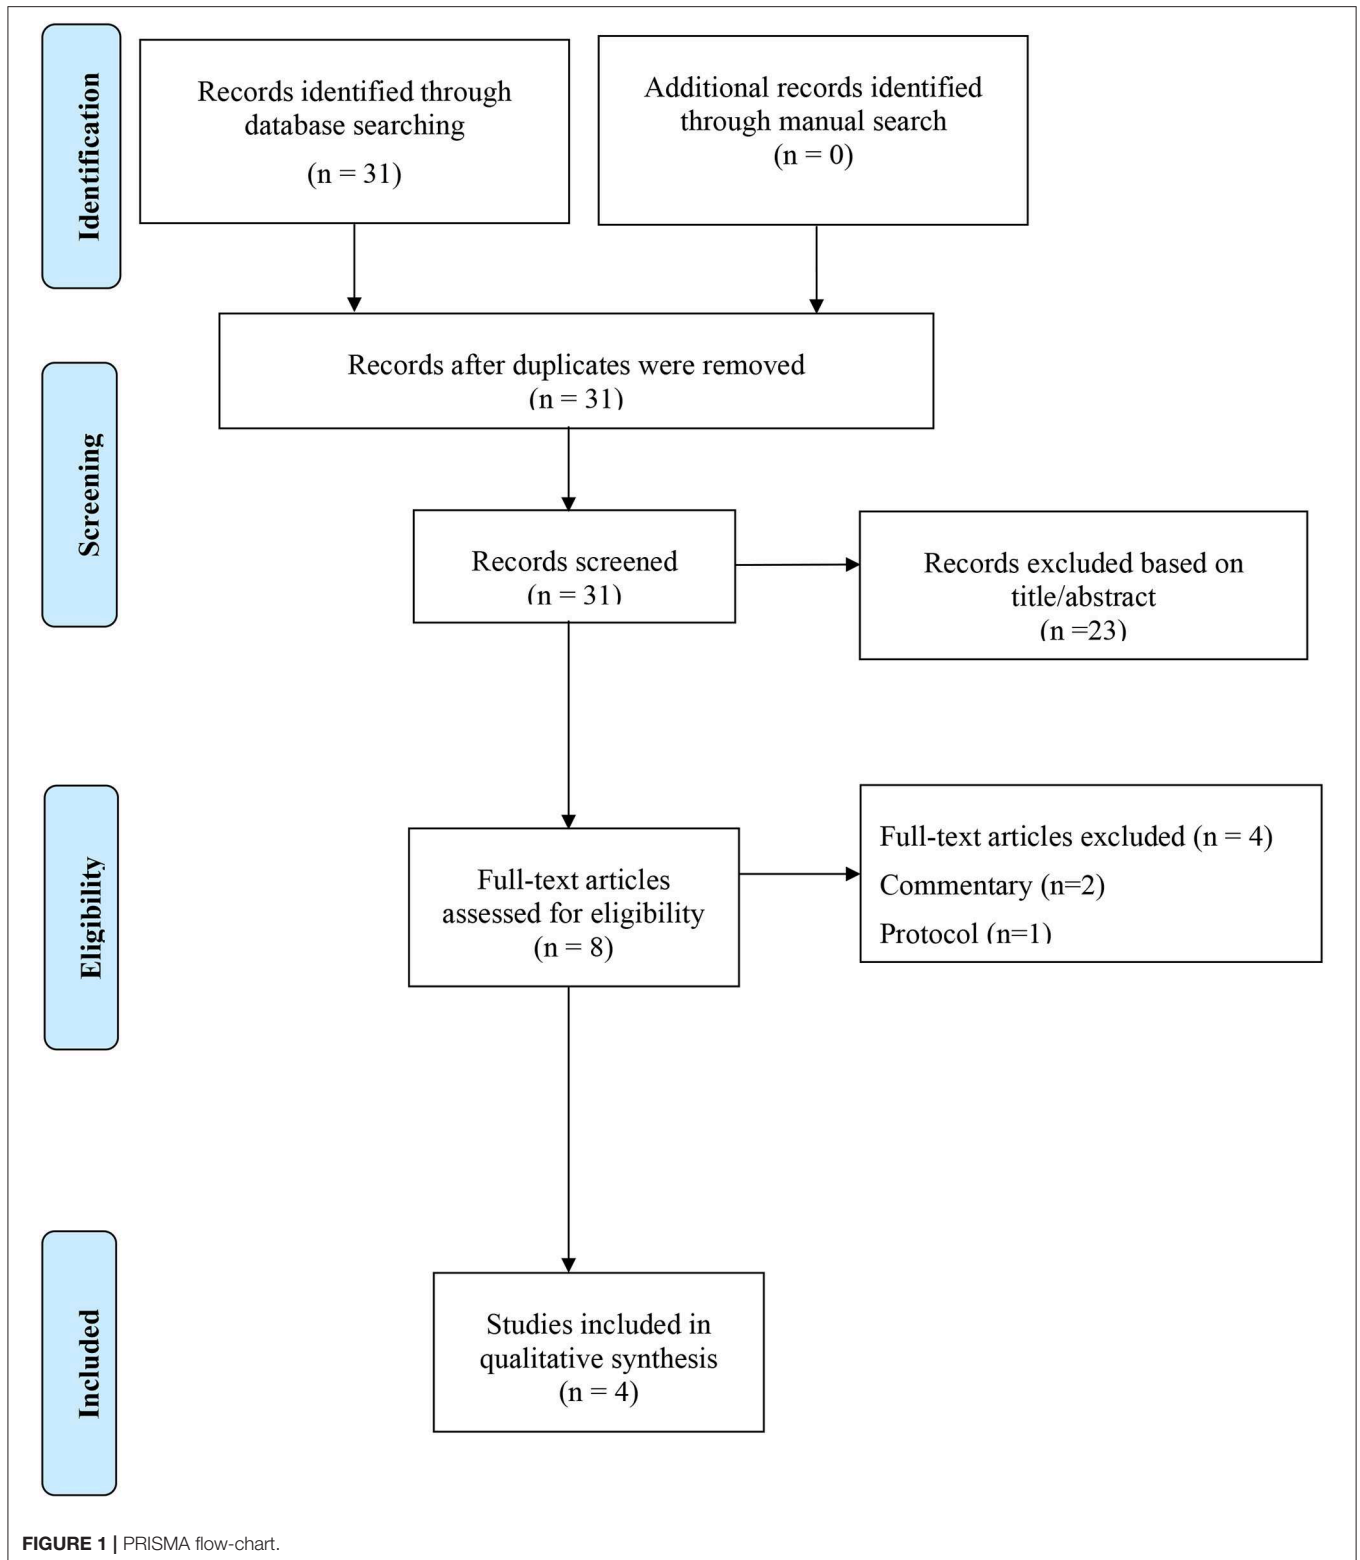 Identification
Records identified through
database searching
(n = 31)
Additional records identified
through manual search
(n = 0)
Records after duplicates were removed
(n = 31)
Screening
Records screened
(n = 31)
Records excluded based on
title/abstract
(n =23)
Eligibility
Full-text articles
assessed for eligibility
(n = 8)
Full-text articles excluded (n = 4)
Commentary (n=2)
Protocol (n=1)
Included
Studies included in
qualitative synthesis
(n = 4)
FIGURE 1 | PRISMA flow-chart.